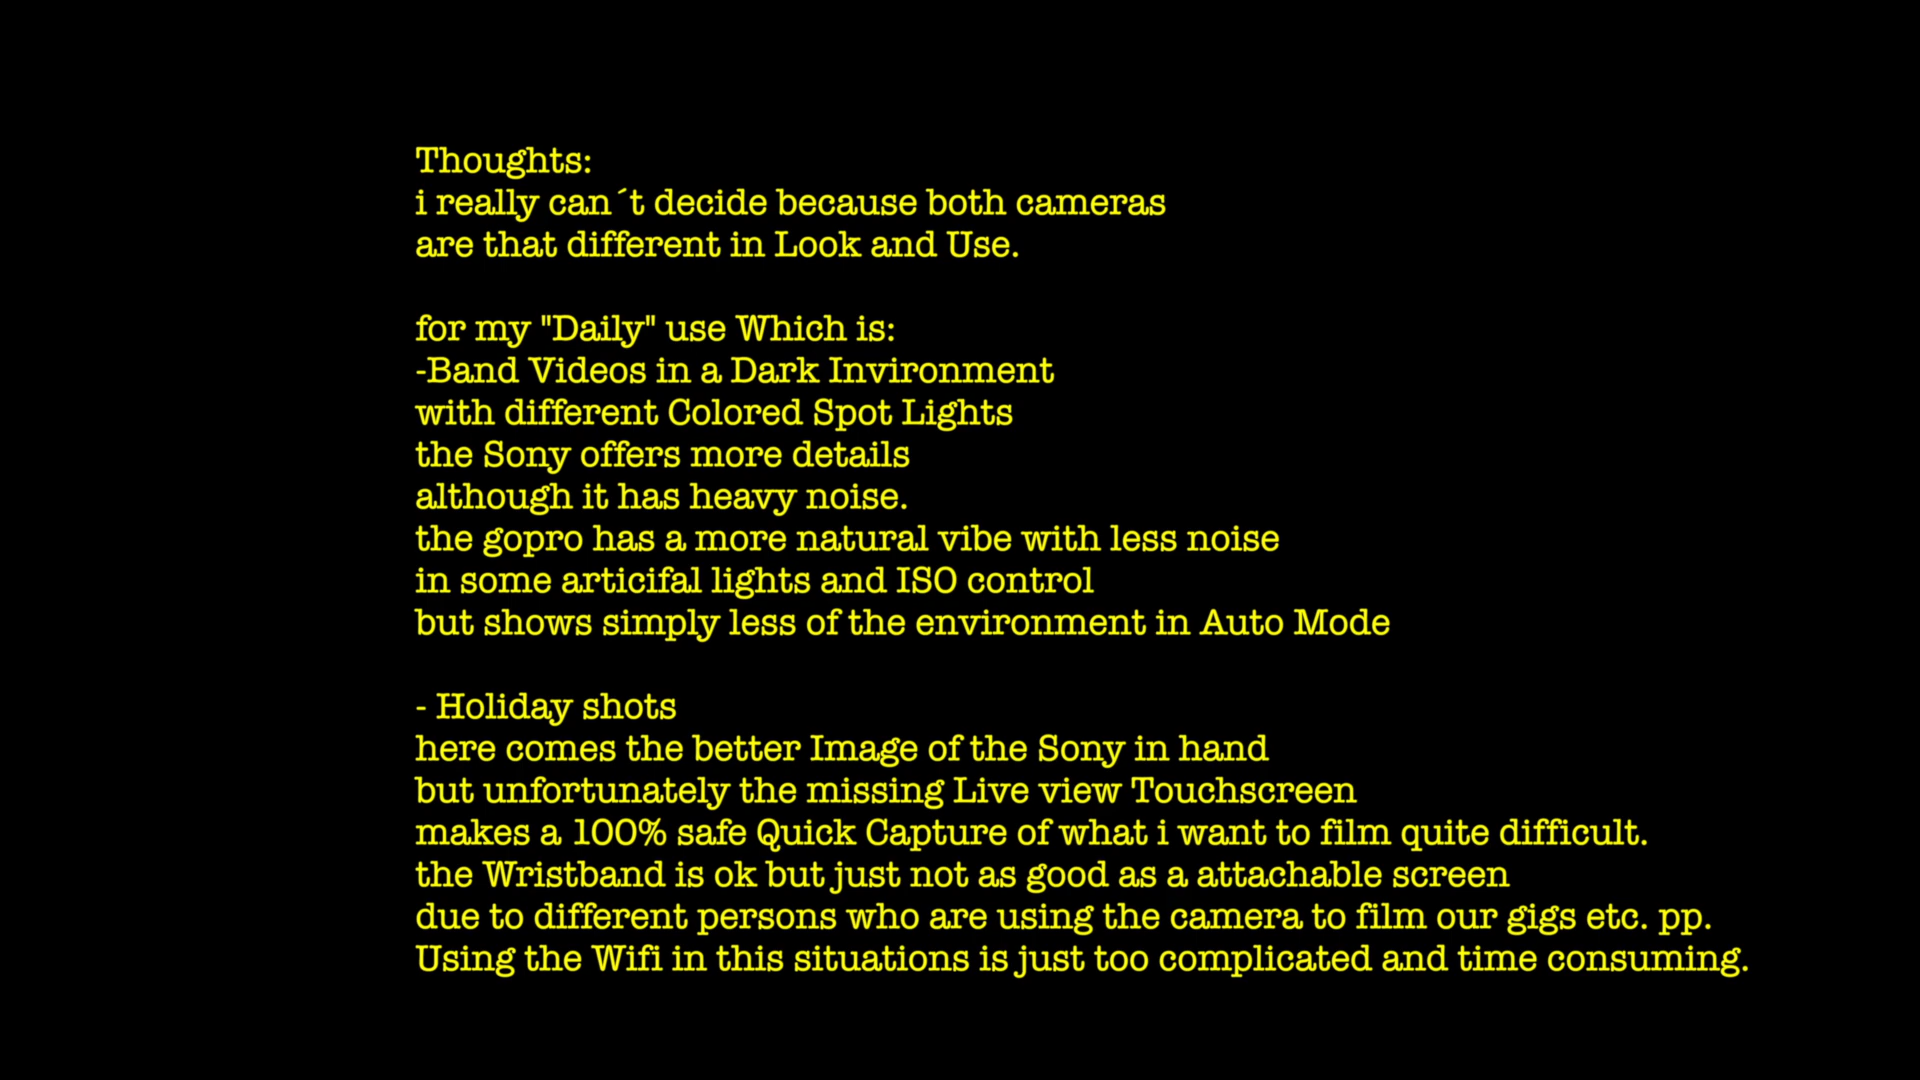 Thoughts:
i really can´t decide because both cameras
are that different in Look and Use.
for my "Daily" use Which is:
-Band Videos in a Dark Invironment
with different Colored Spot Lights
the Sony offers more details
although it has heavy noise.
the gopro has a more natural vibe with less noise
in some articifal lights and ISO control
but shows simply less of the environment in Auto Mode
- Holiday shots
here comes the better Image of the Sony in hand
but unfortunately the missing Live view Touchscreen
makes a 100% safe Quick Capture of what i want to film quite difficult.
the Wristband is ok but just not as good as a attachable screen
due to different persons who are using the camera to film our gigs etc. pp.
Using the Wifi in this situations is just too complicated and time consuming.